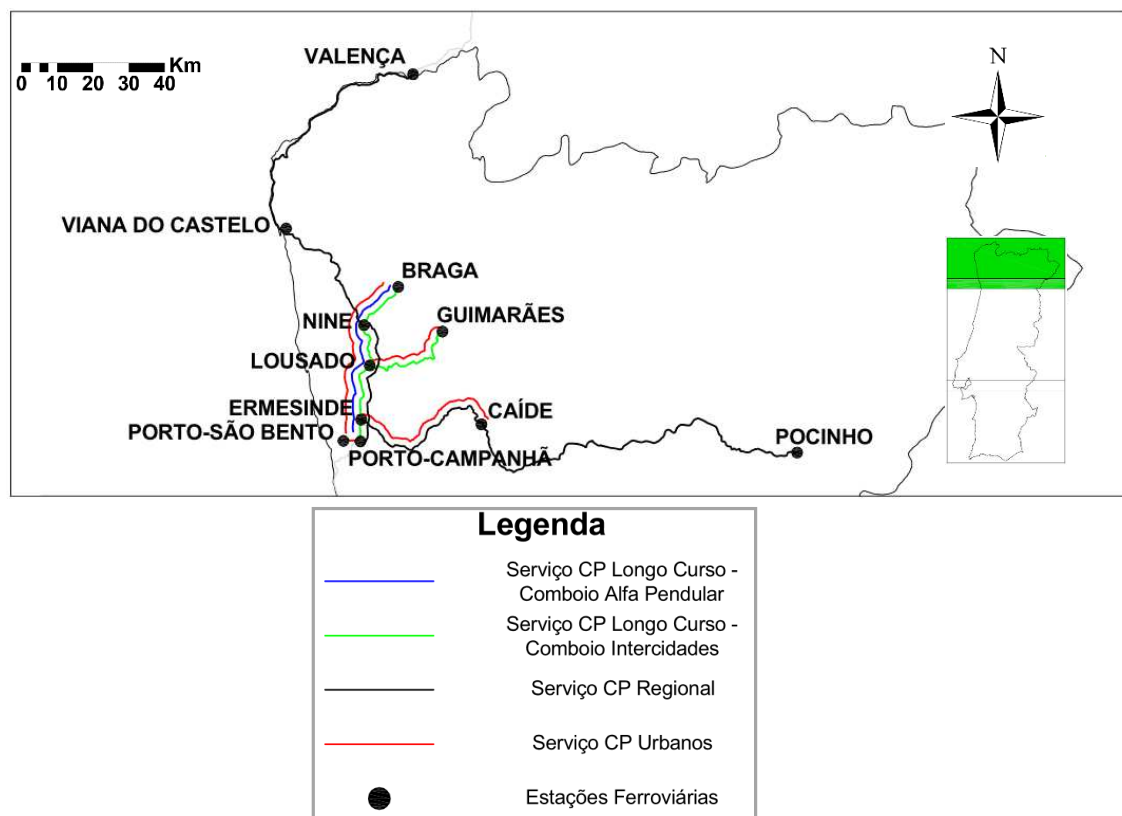 VALENÇA
Km
0 10 20 30 40
N
VIANA DO CASTELO
BRAGA
NINE
GUIMARÃES
LOUSADO
ERMESINDE
CAÍDE
PORTO-SÃO BENTO
POCINHO
PORTO-CAMPANHÃ
Legenda
Serviço CP Longo Curso -
Comboio Alfa Pendular
Serviço CP Longo Curso -
Comboio Intercidades
Serviço CP Regional
Serviço CP Urbanos
Estações Ferroviárias